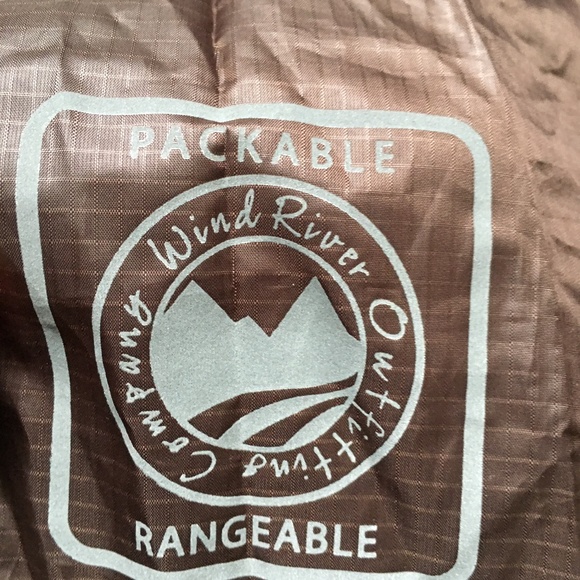 PACKABLE
Wind River Outfitting Company
RANGEABLE